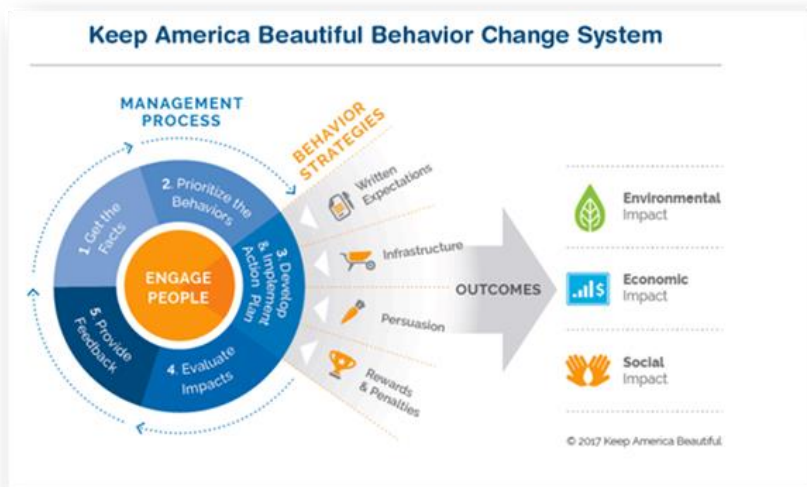 Keep America Beautiful Behavior Change System
MANAGEMENT
PROCESS
BEHAVIOR
STRATEGIES
1. Get the
Facts
2. Prioritize the
Behaviors
3. Develop
& Implement
Action Plan
4. Evaluate
Impacts
5. Provide
Feedback
ENGAGE
PEOPLE
Written
Expectations
Infrastructure
Persuasion
Rewards
& Penalties
OUTCOMES
Environmental
Impact
$
Economic
Impact
Social
Impact
© 2017 Keep America Beautiful